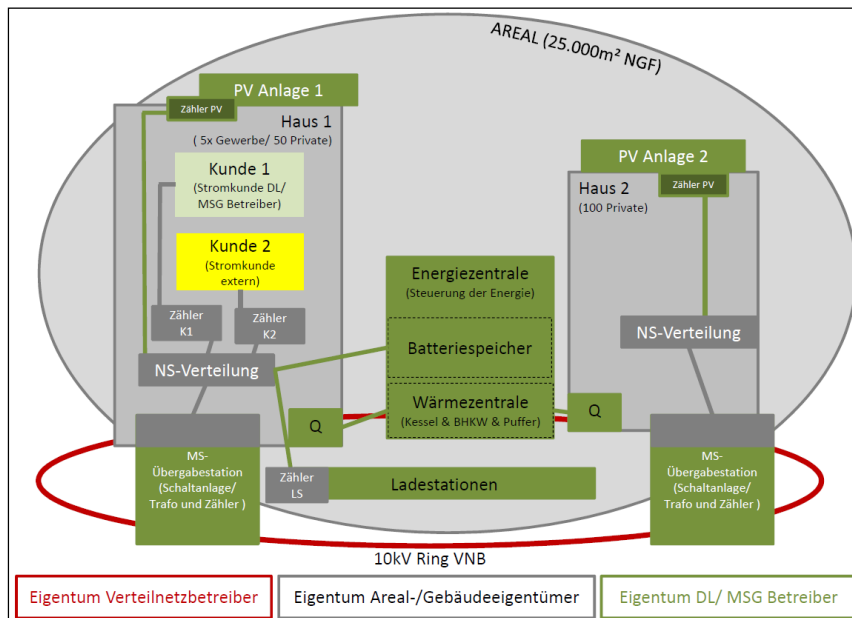 AREAL (25.000m² NGF)
PV Anlage 1
Zähler PV
Haus 1
( 5x Gewerbe/ 50 Private)
Kunde 1
(Stromkunde DL/
MSG Betreiber)
Kunde 2
(Stromkunde
extern)
Zähler
K1
Zähler
K2
NS-Verteilung
PV Anlage 2
Zähler PV
Haus 2
(100 Private)
NS-Verteilung
Energiezentrale
(Steuerung der Energie)
Batteriespeicher
Wärmezentrale
(Kessel & BHKW & Puffer)
Q
Q
MS-
Übergabestation
(Schaltanlage/
Trafo und Zähler )
Zähler
LS
Ladestationen
MS-
Übergabestation
(Schaltanlage/
Trafo und Zähler )
10kV Ring VNB
Eigentum Verteilnetzbetreiber
Eigentum Areal-/Gebäudeeigentümer
Eigentum DL/ MSG Betreiber